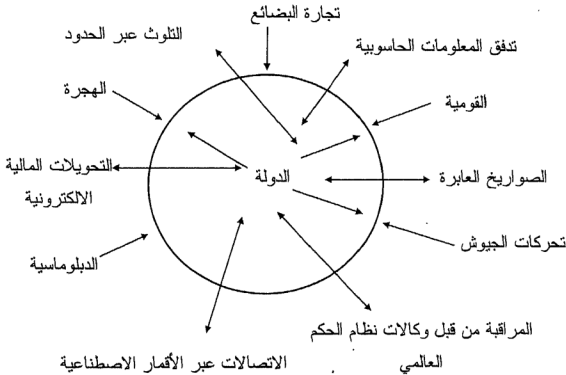 تجارة البضائع
التلوث عبر الحدود
تدفق المعلومات الحاسوبية
الهجرة
القومية
التحويلات المالية
الالكترونية
الدولة
الصواريخ العابرة
تحركات الجيوش
الدبلوماسية
المراقبة من قبل وكالات نظام الحكم
العالمي
الاتصالات عبر الأقمار الاصطناعية